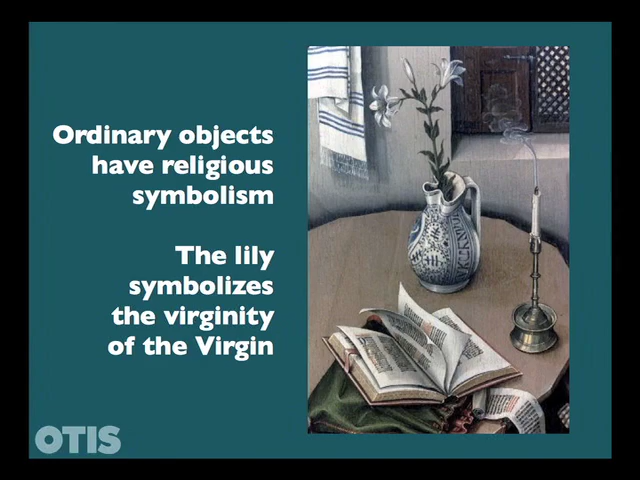 Ordinary objects
have religious
symbolism
The lily
symbolizes
the virginity
of the Virgin
OTIS